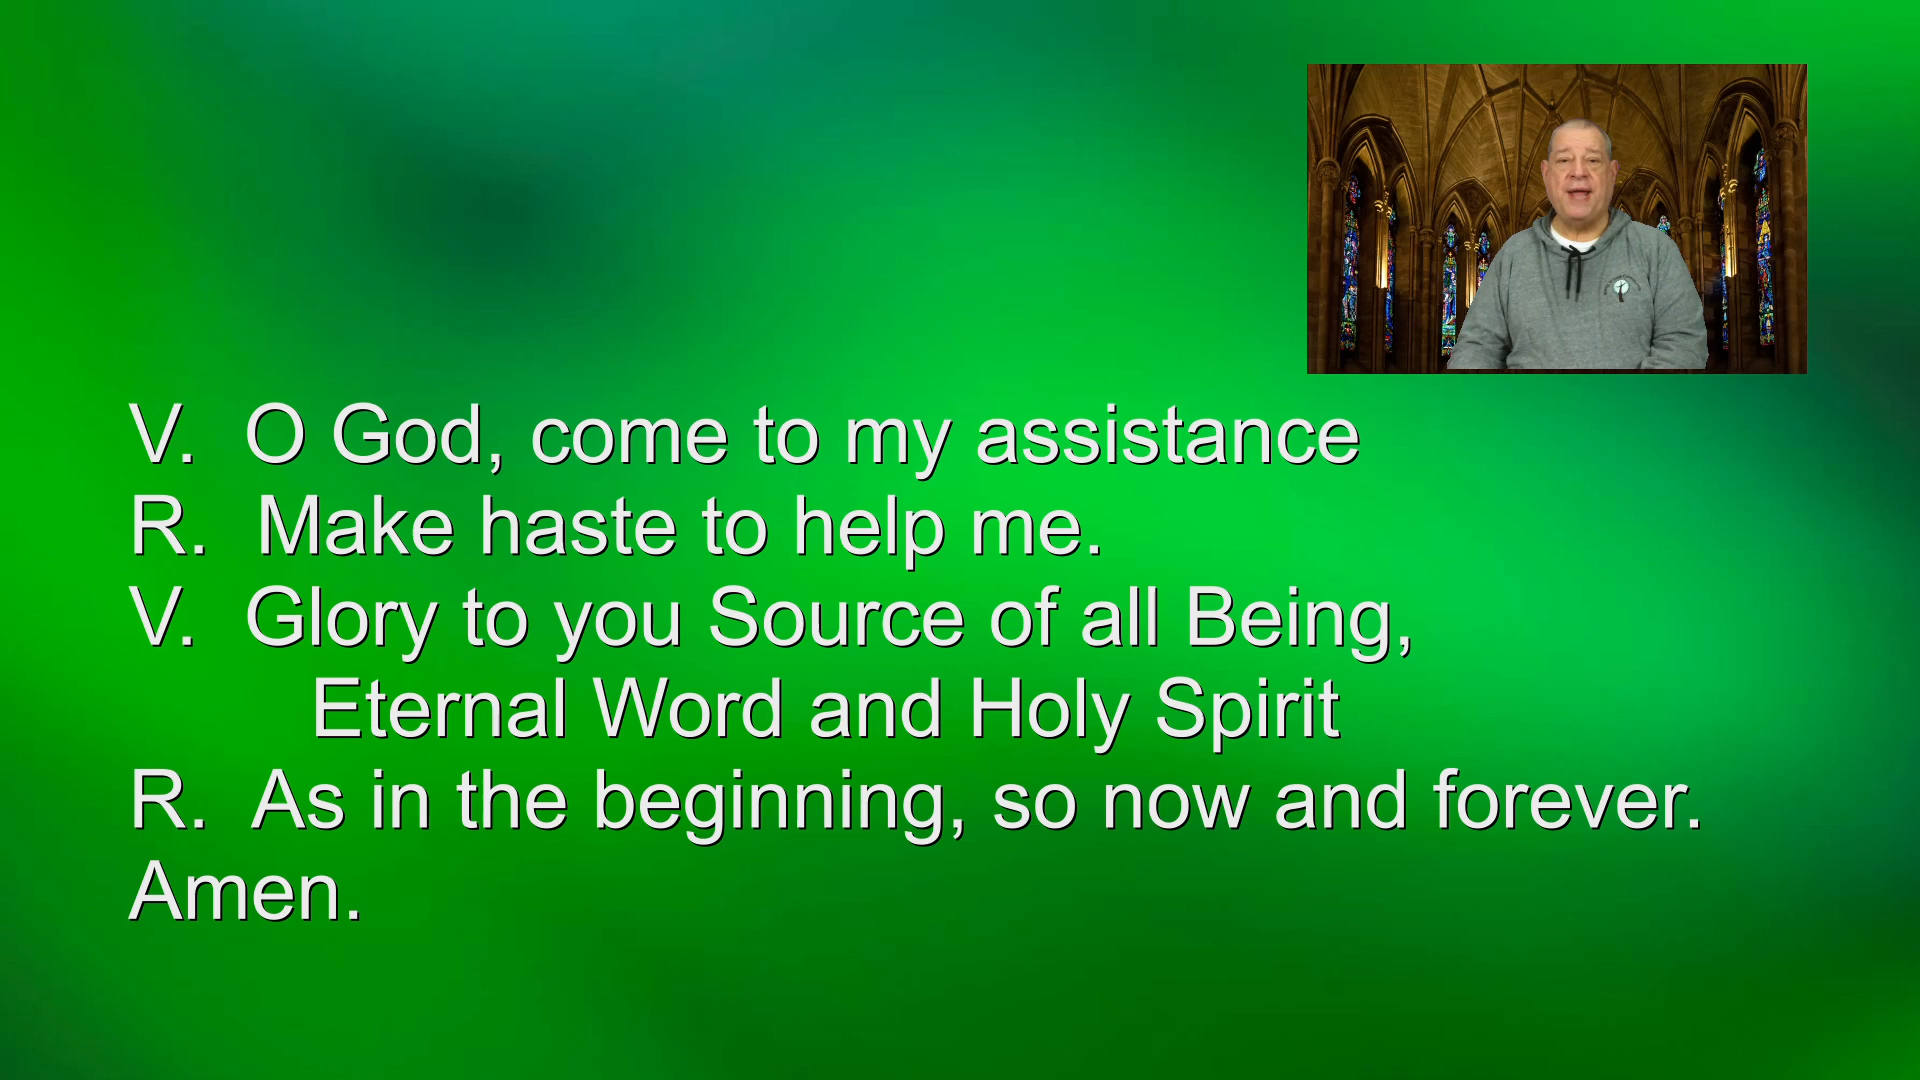 V. O God, come to my assistance
R. Make haste to help me.
V. Glory to you Source of all Being,
Eternal Word and Holy Spirit
R. As in the beginning, so now and forever.
Amen.